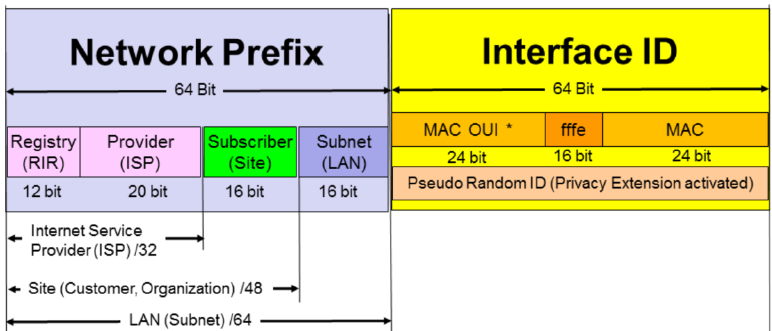 Network Prefix
Interface ID
64 Bit
64 Bit
Registry
(RIR)
Provider
(ISP)
Subscriber
(Site)
Subnet
(LAN)
MAC OUI *
fffe
MAC
12 bit
20 bit
16 bit
16 bit
24 bit
16 bit
24 bit
Pseudo Random ID (Privacy Extension activated)
Internet Service
Provider (ISP) /32
Site (Customer, Organization) /48
LAN (Subnet) /64